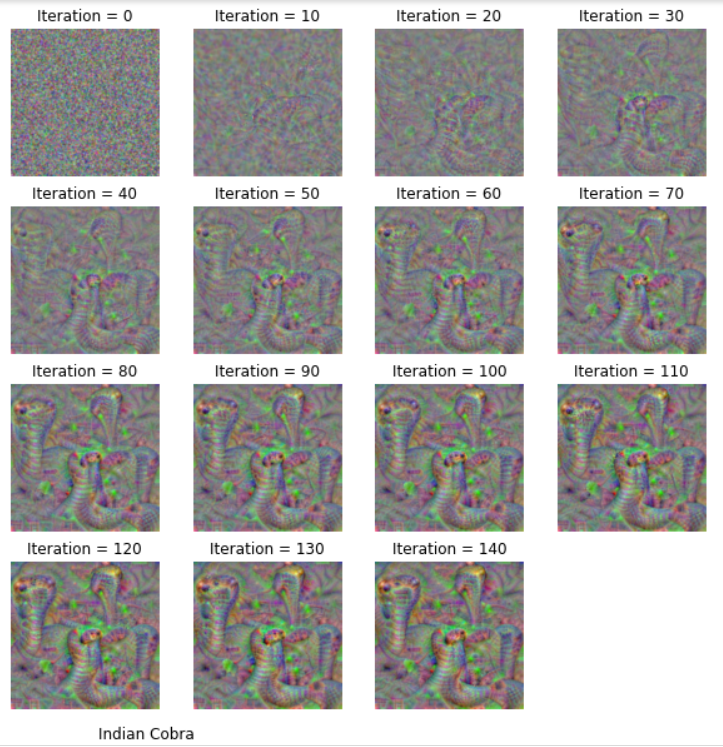 Iteration = 0
Iteration = 10
Iteration = 20
Iteration = 30
Iteration = 40
Iteration = 50
Iteration = 60
Iteration = 70
Iteration = 80
Iteration = 90
Iteration = 100
Iteration = 110
Iteration = 120
Iteration = 130
Iteration = 140
Indian Cobra